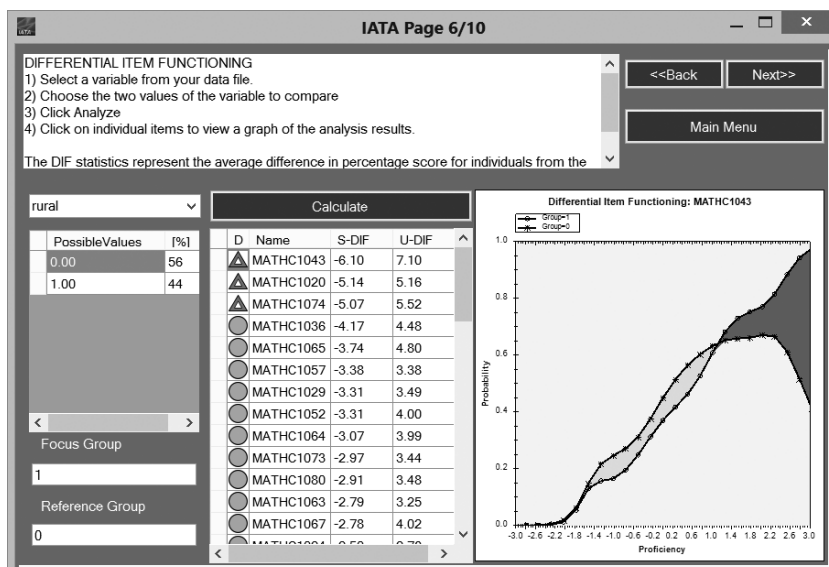 IATA Page 6/10
DIFFERENTIAL ITEM FUNCTIONING
1) Select a variable from your data file.
2) Choose the two values of the variable to compare
3) Click Analyze
4) Click on individual items to view a graph of the analysis results.
The DIF statistics represent the average difference in percentage score for individuals from the
<<Back Next>>
Main Menu
rural
Calculate
PossibleValues [%]
0.00 56
1.00 44
Focus Group
1
Reference Group
0
D Name S-DIF U-DIF
MATHC1043 -6.10 7.10
MATHC1020 -5.14 5.16
MATHC1074 -5.07 5.52
MATHC1036 -4.17 4.48
MATHC1065 -3.74 4.80
MATHC1057 -3.38 3.38
MATHC1029 -3.31 3.49
MATHC1052 -3.31 4.00
MATHC1064 -3.07 3.99
MATHC1073 -2.97 3.44
MATHC1080 -2.91 3.48
MATHC1063 -2.79 3.25
MATHC1067 -2.78 4.02
Differential Item Functioning: MATHC1043
Group=1
Group=0
1.0
0.8
0.6
0.4
0.2
0.0
Probability
-3.0 -2.6 -2.2 -1.8 -1.4 -1.0 -0.6 -0.2 0.2 0.6 1.0 1.4 1.8 2.2 2.6 3.0
Proficiency